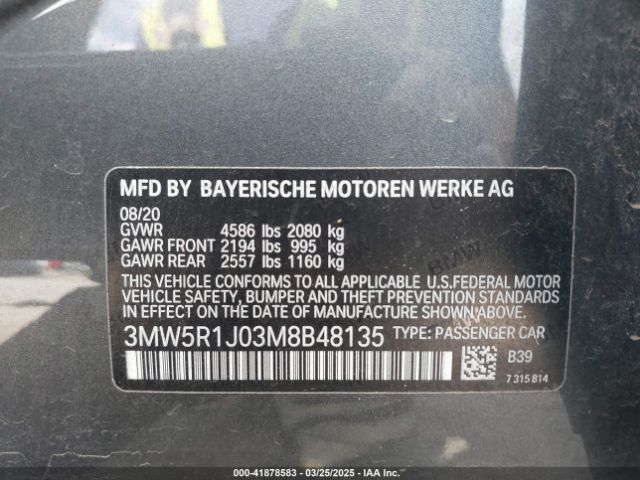 MFD BY BAYERISCHE MOTOREN WERKE AG
08/20
GVWR 4586 lbs 2080 kg
GAWR FRONT 2194 lbs 995 kg
GAWR REAR 2557 lbs 1160 kg
THIS VEHICLE CONFORMS TO ALL APPLICABLE U.S.FEDERAL MOTOR
VEHICLE SAFETY, BUMPER AND THEFT PREVENTION STANDARDS
IN EFFECT ON THE DATE OF MANUFACTURE SHOWN ABOVE.
3MW5R1J03M8B48135 TYPE: PASSENGER CAR
B39
7 315 814
000-41878583 - 03/25/2025 - IAA Inc.